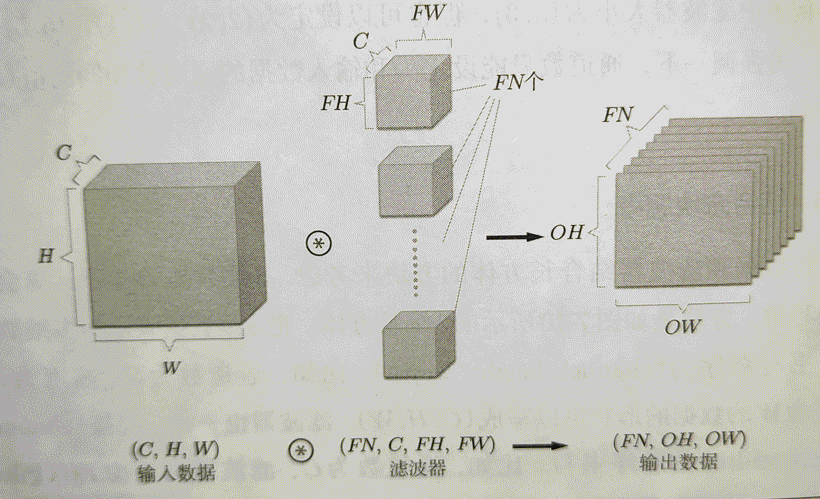 FW
C
FH
FN个
FN
C
H
W
OH
OW
(C, H, W) ⊛ (FN, C, FH, FW) → (FN, OH, OW)
输入数据 滤波器 输出数据